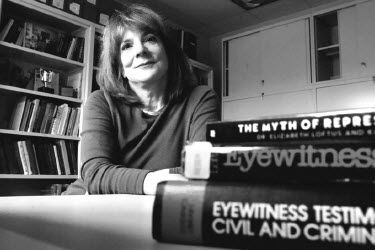 THE MYTH OF REPRES
DR. ELIZABETH LOFTUS AND K
Eyewitness
EYEWITNESS TESTIM
CIVIL AND CRIMIN